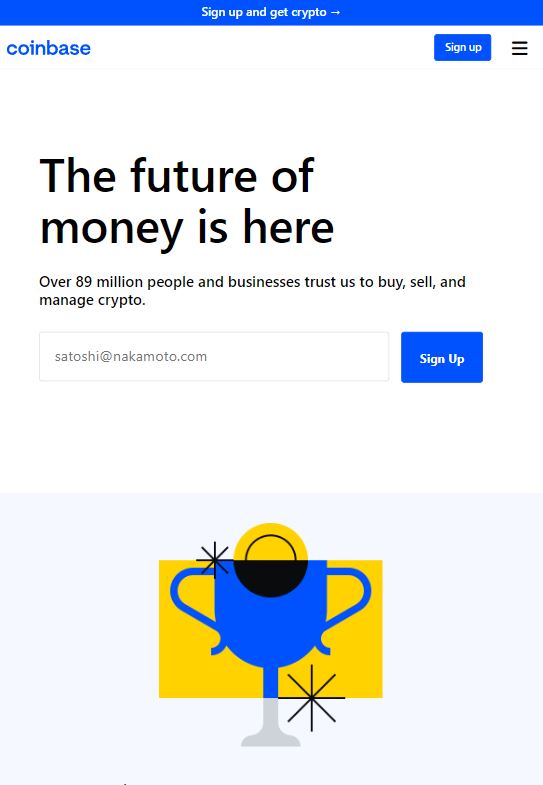 Sign up and get crypto →
coinbase
Sign up
The future of
money is here
Over 89 million people and businesses trust us to buy, sell, and
manage crypto.
satoshi@nakamoto.com
Sign Up